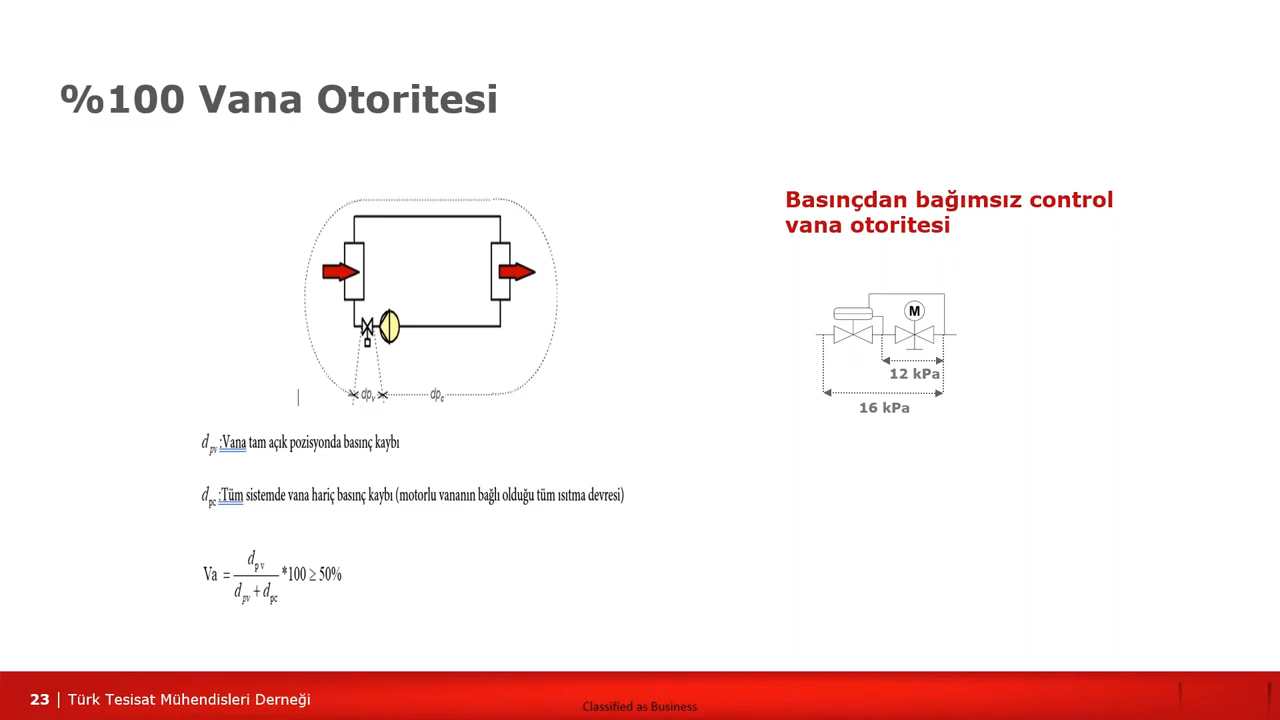 %100 Vana Otoritesi
Basınçdan bağımsız control
vana otoritesi
M
12 kPa
16 kPa
dpv
dpc
dpv :Vana tam açık pozisyonda basınç kaybı
dpc :Tüm sistemde vana hariç basınç kaybı (motorlu vananın bağlı olduğu tüm ısıtma devresi)
Va = dpv / dpv + dpc *100 ≥ 50%
23 | Türk Tesisat Mühendisleri Derneği
Classified as Business